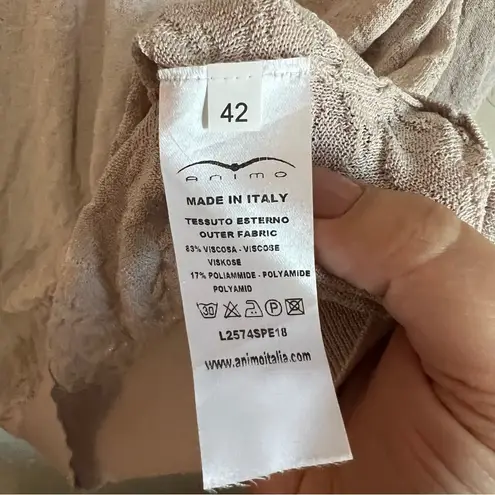 42
animo
MADE IN ITALY
TESSUTO ESTERNO
OUTER FABRIC
83% VISCOSA - VISCOSE
VISKOSE
17% POLIAMMIDE - POLYAMIDE
POLYAMID
30 P
L2574SPE18
www.animoitalia.com